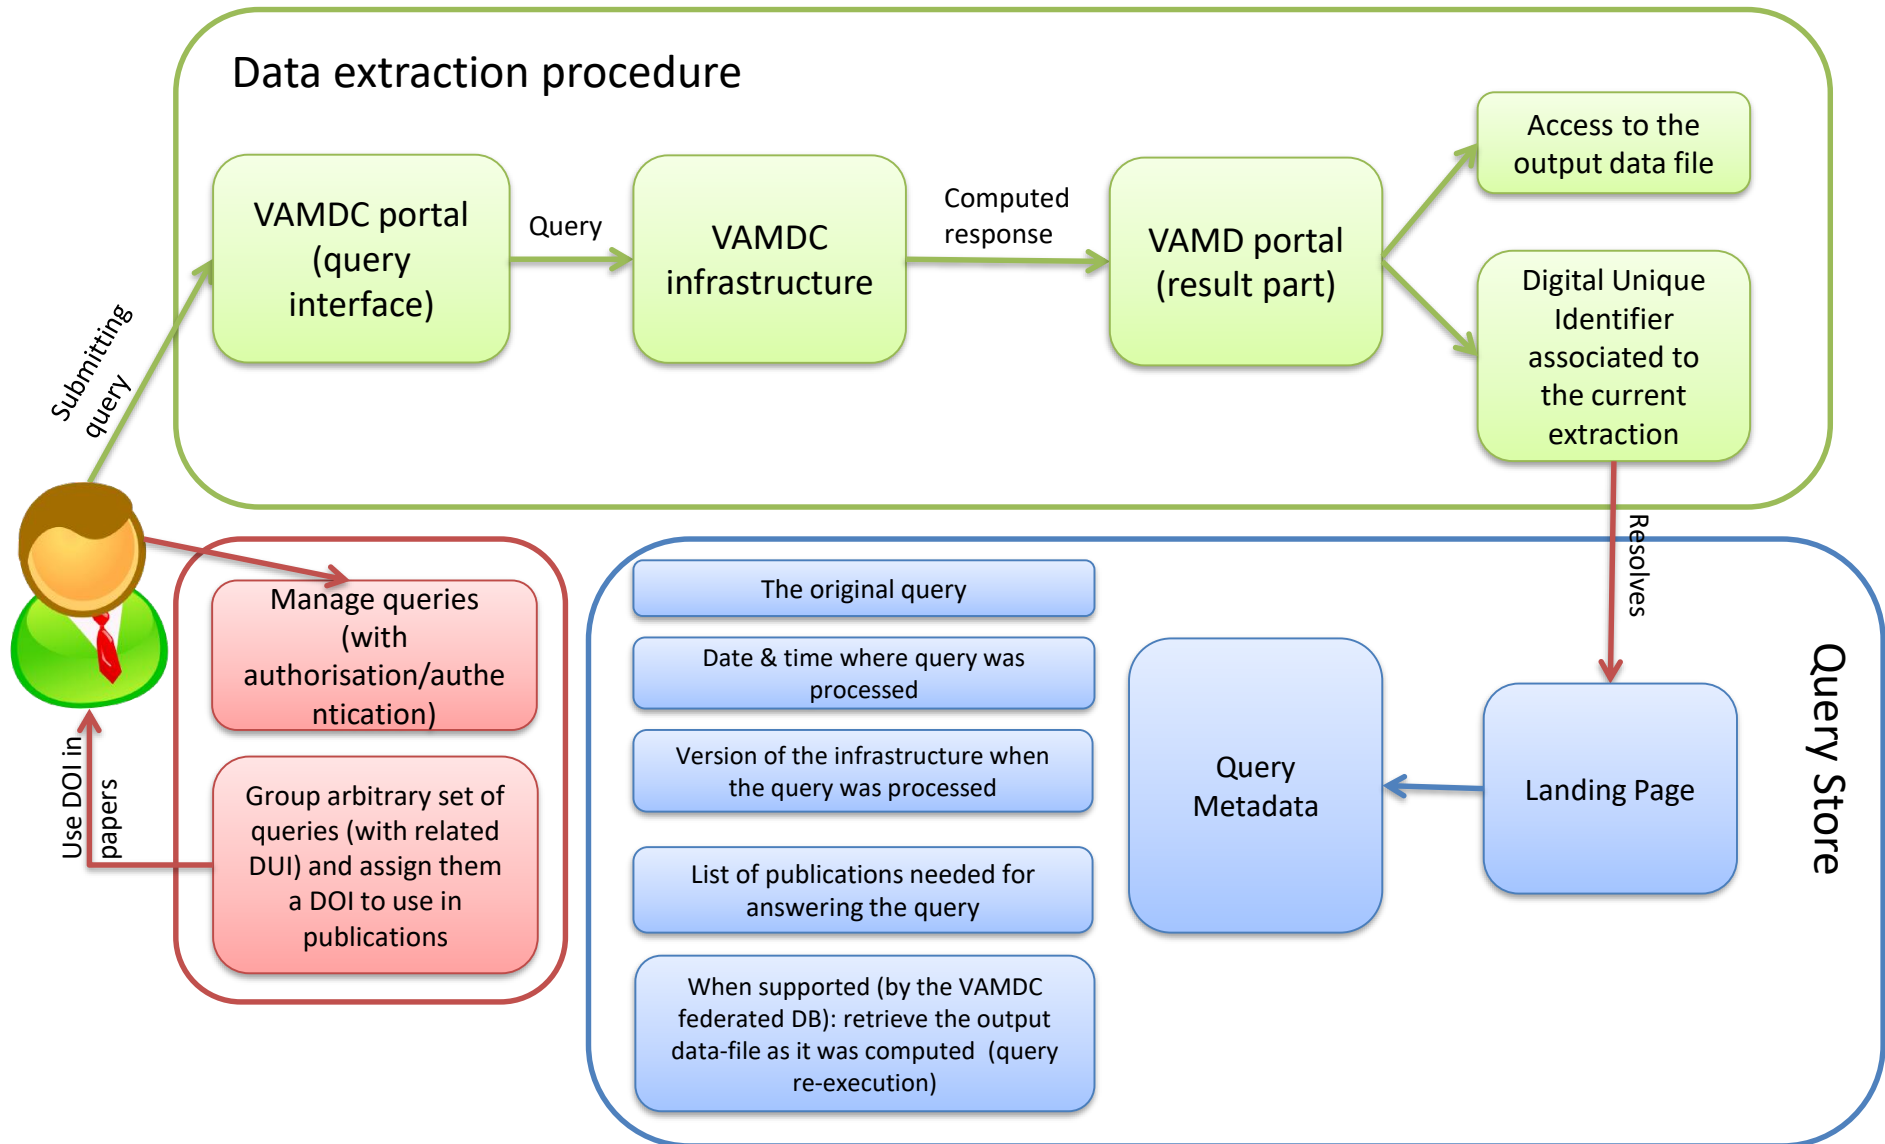 Data extraction procedure
VAMDC portal
(query
interface)
Query
VAMDC
infrastructure
Computed
response
VAMD portal
(result part)
Access to the
output data file
Digital Unique
Identifier
associated to
the current
extraction
Submitting
query
Resolves
Manage queries
(with
authorisation/authe
ntication)
Group arbitrary set of
queries (with related
DUI) and assign them
a DOI to use in
publications
Use DOI in
papers
The original query
Date & time where query was
processed
Version of the infrastructure when
the query was processed
List of publications needed for
answering the query
When supported (by the VAMDC
federated DB): retrieve the output
data-file as it was computed  (query
re-execution)
Query
Metadata
Landing Page
Query Store